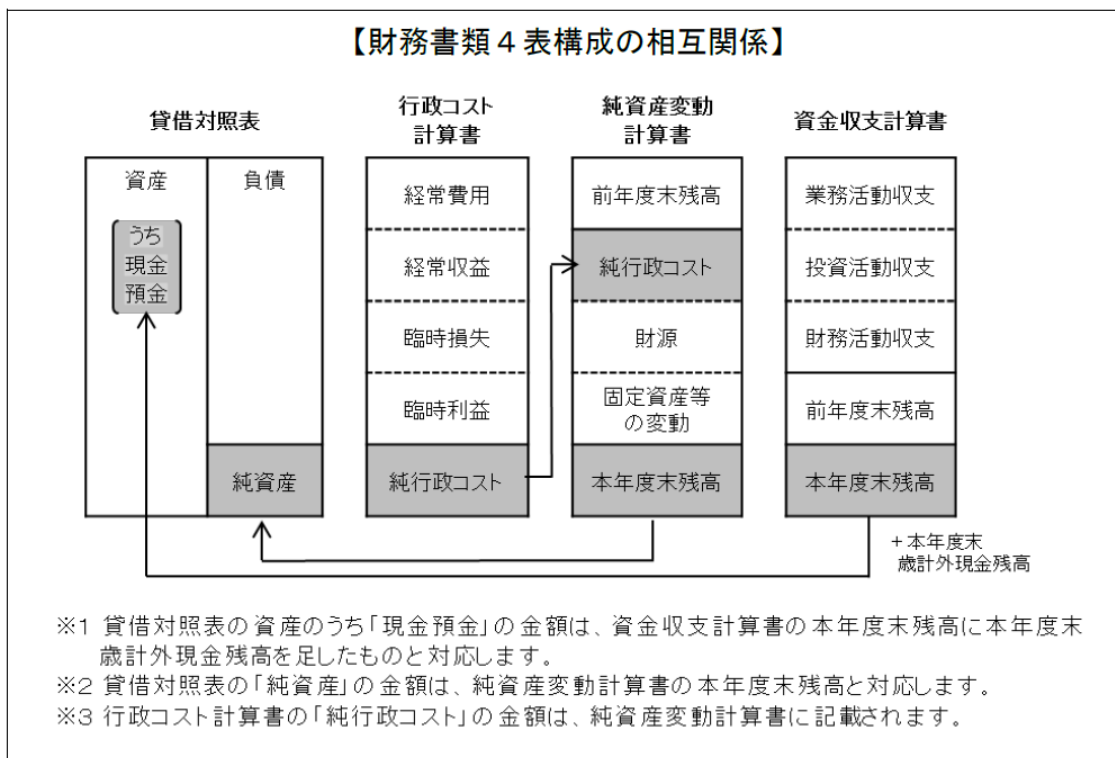 【財務書類４表構成の相互関係】
貸借対照表
資産
うち
現金
預金
負債
純資産
行政コスト
計算書
経常費用
経常収益
臨時損失
臨時利益
純行政コスト
純資産変動
計算書
前年度末残高
純行政コスト
財源
固定資産等
の変動
本年度末残高
資金収支計算書
業務活動収支
投資活動収支
財務活動収支
前年度末残高
本年度末残高
＋本年度末
歳計外現金残高
※1 貸借対照表の資産のうち「現金預金」の金額は、資金収支計算書の本年度末残高に本年度末
歳計外現金残高を足したものと対応します。
※2 貸借対照表の「純資産」の金額は、純資産変動計算書の本年度末残高と対応します。
※3 行政コスト計算書の「純行政コスト」の金額は、純資産変動計算書に記載されます。